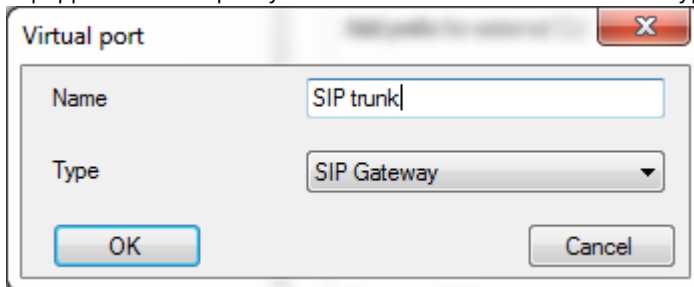 Virtual port
Name
SIP trunk
Type
SIP Gateway
OK
Cancel